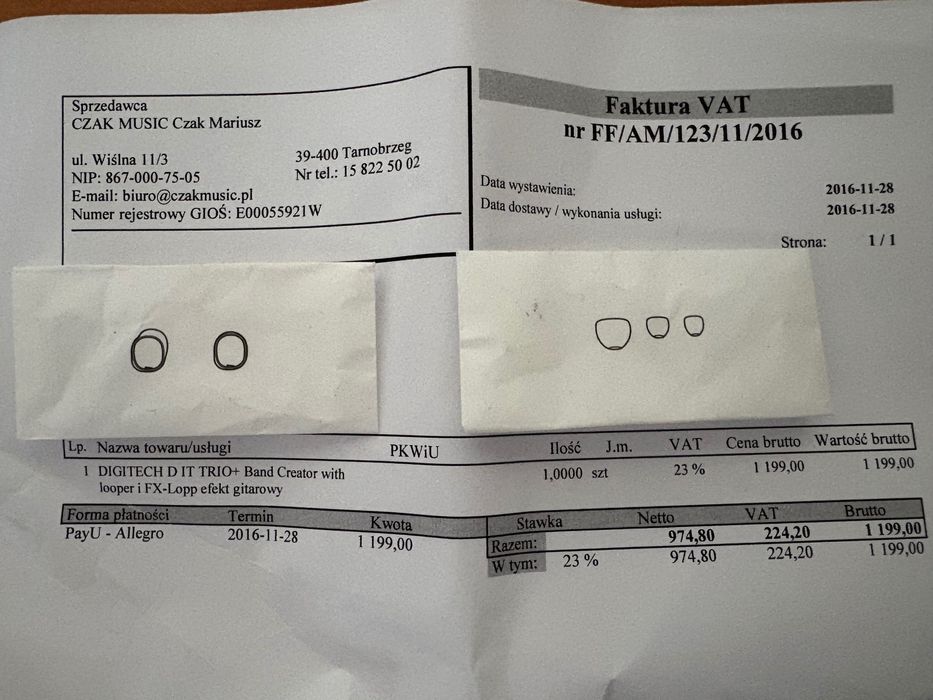 Sprzedawca
CZAK MUSIC Czak Mariusz
ul. Wiślna 11/3
39-400 Tarnobrzeg
NIP: 867-000-75-05
Nr tel.: 15 822 50 02
E-mail: biuro@czakmusic.pl
Numer rejestrowy GIOŚ: E00055921W
Faktura VAT
nr FF/AM/123/11/2016
Data wystawienia: 2016-11-28
Data dostawy / wykonania usługi: 2016-11-28
Strona: 1 / 1
Lp. Nazwa towaru/usługi PKWiU Ilość J.m. VAT Cena brutto Wartość brutto
1 DIGITECH D IT TRIO+ Band Creator with 1,0000 szt 23 % 1 199,00 1 199,00
looper i FX-Lopp efekt gitarowy
Forma płatności Termin Kwota
PayU - Allegro 2016-11-28 1 199,00
Stawka Netto VAT Brutto
Razem: 974,80 224,20 1 199,00
W tym: 23 % 974,80 224,20 1 199,00